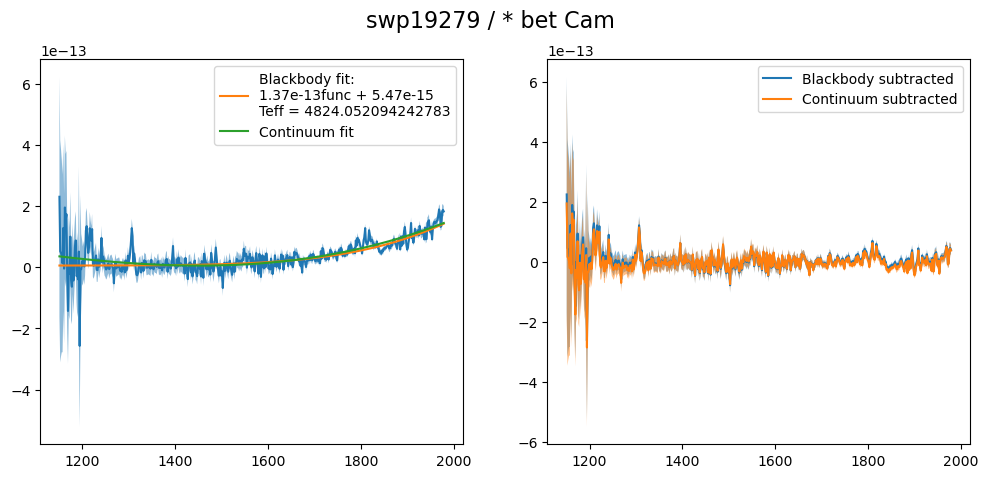 swp19279 / * bet Cam
1e−13
Blackbody fit:
1.37e-13func + 5.47e-15
Teff = 4824.052094242783
Continuum fit
6
4
2
0
−2
−4
1200
1400
1600
1800
2000
1e−13
Blackbody subtracted
Continuum subtracted
6
4
2
0
−2
−4
−6
1200
1400
1600
1800
2000